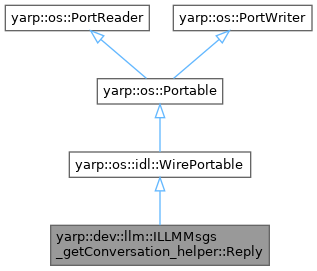 yarp::os::PortReader
yarp::os::PortWriter
yarp::os::Portable
yarp::os::idl::WirePortable
yarp::dev::llm::ILLMMsgs
_getConversation_helper::Reply